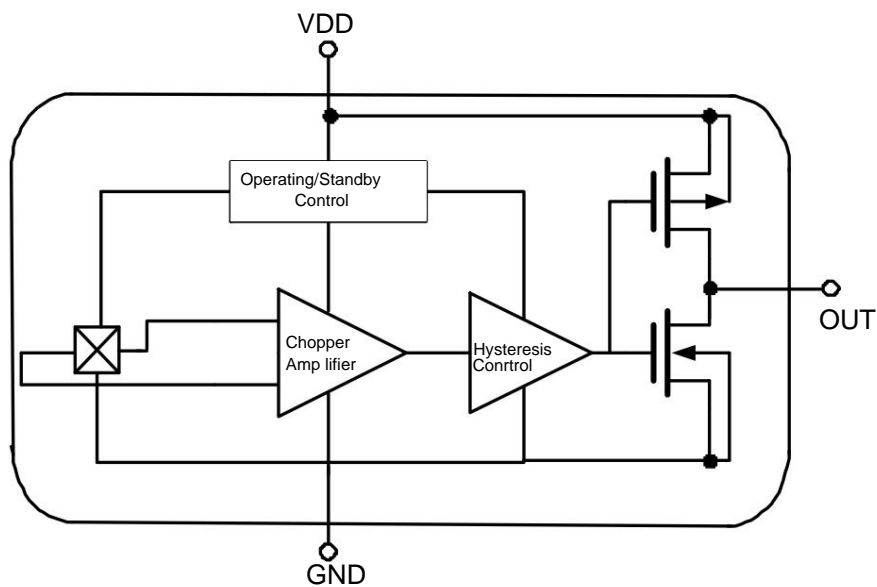 VDD
Operating/Standby
Control
Chopper
Amp lifier
Hysteresis
Conrtrol
OUT
GND